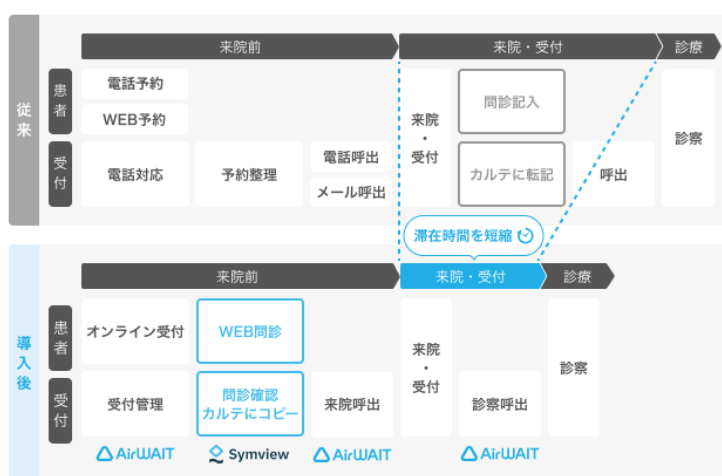 来院前
来院・受付
診療
従来
患者
電話予約
WEB予約
来院
・
受付
問診記入
診察
受付
電話対応
予約整理
電話呼出
メール呼出
カルテに転記
呼出
滞在時間を短縮
来院前
来院・受付
診療
導入後
患者
オンライン受付
WEB問診
来院
・
受付
診察
受付
受付管理
問診確認
カルテにコピー
来院呼出
診察呼出
AirWAIT
Symview
AirWAIT
AirWAIT